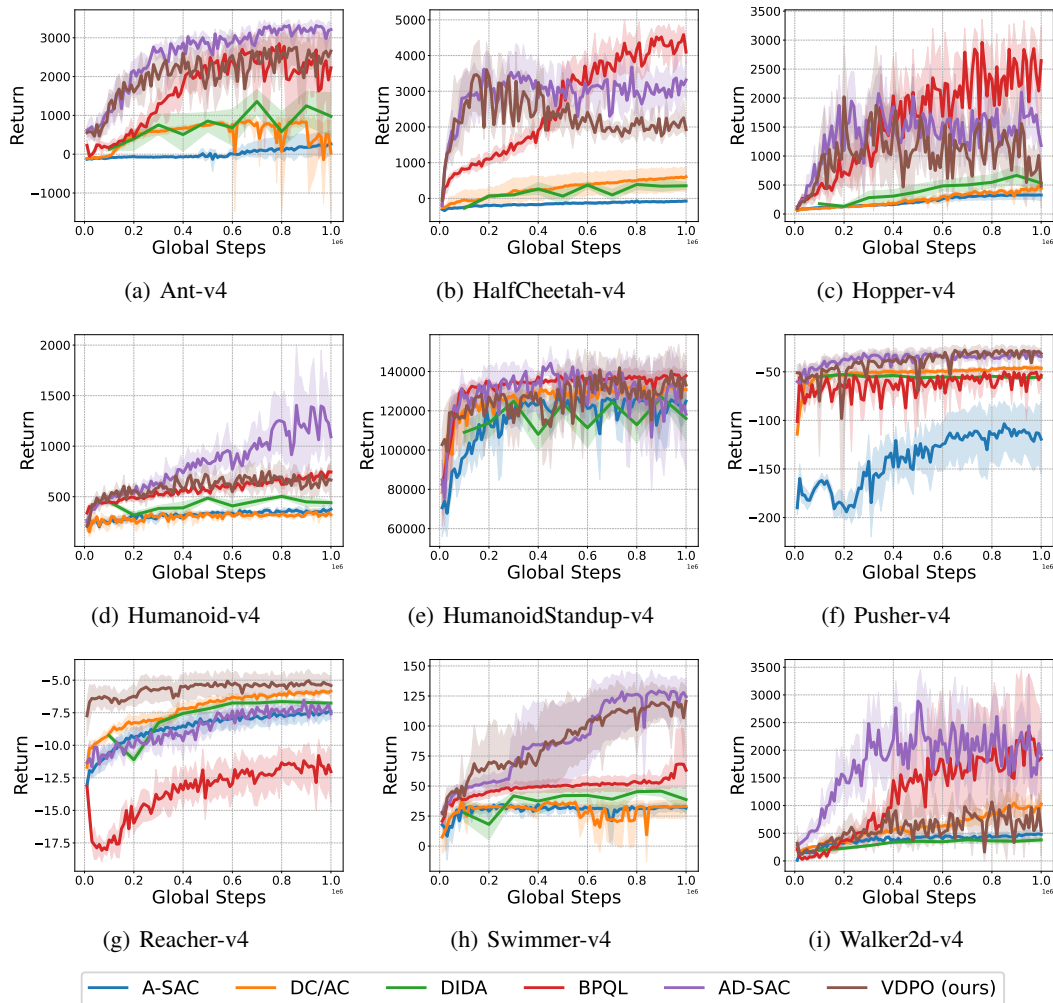 3000
2000
1000
0
−1000
Return
0.0 0.2 0.4 0.6 0.8 1.0
1e6
Global Steps
(a) Ant-v4
5000
4000
3000
2000
1000
0
Return
0.0 0.2 0.4 0.6 0.8 1.0
1e6
Global Steps
(b) HalfCheetah-v4
3500
3000
2500
2000
1500
1000
500
0
Return
0.0 0.2 0.4 0.6 0.8 1.0
1e6
Global Steps
(c) Hopper-v4
2000
1500
1000
500
Return
0.0 0.2 0.4 0.6 0.8 1.0
1e6
Global Steps
(d) Humanoid-v4
140000
120000
100000
80000
60000
Return
0.0 0.2 0.4 0.6 0.8 1.0
1e6
Global Steps
(e) HumanoidStandup-v4
−50
−100
−150
−200
Return
0.0 0.2 0.4 0.6 0.8 1.0
1e6
Global Steps
(f) Pusher-v4
−5.0
−7.5
−10.0
−12.5
−15.0
−17.5
Return
0.0 0.2 0.4 0.6 0.8 1.0
1e6
Global Steps
(g) Reacher-v4
150
125
100
75
50
25
0
Return
0.0 0.2 0.4 0.6 0.8 1.0
1e6
Global Steps
(h) Swimmer-v4
3500
3000
2500
2000
1500
1000
500
0
Return
0.0 0.2 0.4 0.6 0.8 1.0
1e6
Global Steps
(i) Walker2d-v4
A-SAC DC/AC DIDA BPQL AD-SAC VDPO (ours)